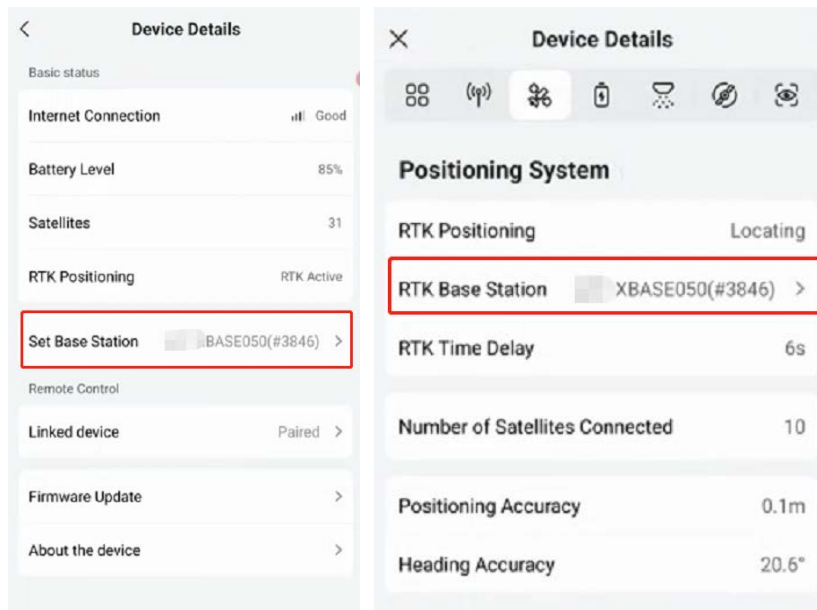 Device Details
Basic status
Internet Connection Good
Battery Level 85%
Satellites 31
RTK Positioning RTK Active
Set Base Station BASE050(#3846)
Remote Control
Linked device Paired
Firmware Update
About the device
Device Details
Positioning System
RTK Positioning Locating
RTK Base Station XBASE050(#3846)
RTK Time Delay 6s
Number of Satellites Connected 10
Positioning Accuracy 0.1m
Heading Accuracy 20.6°